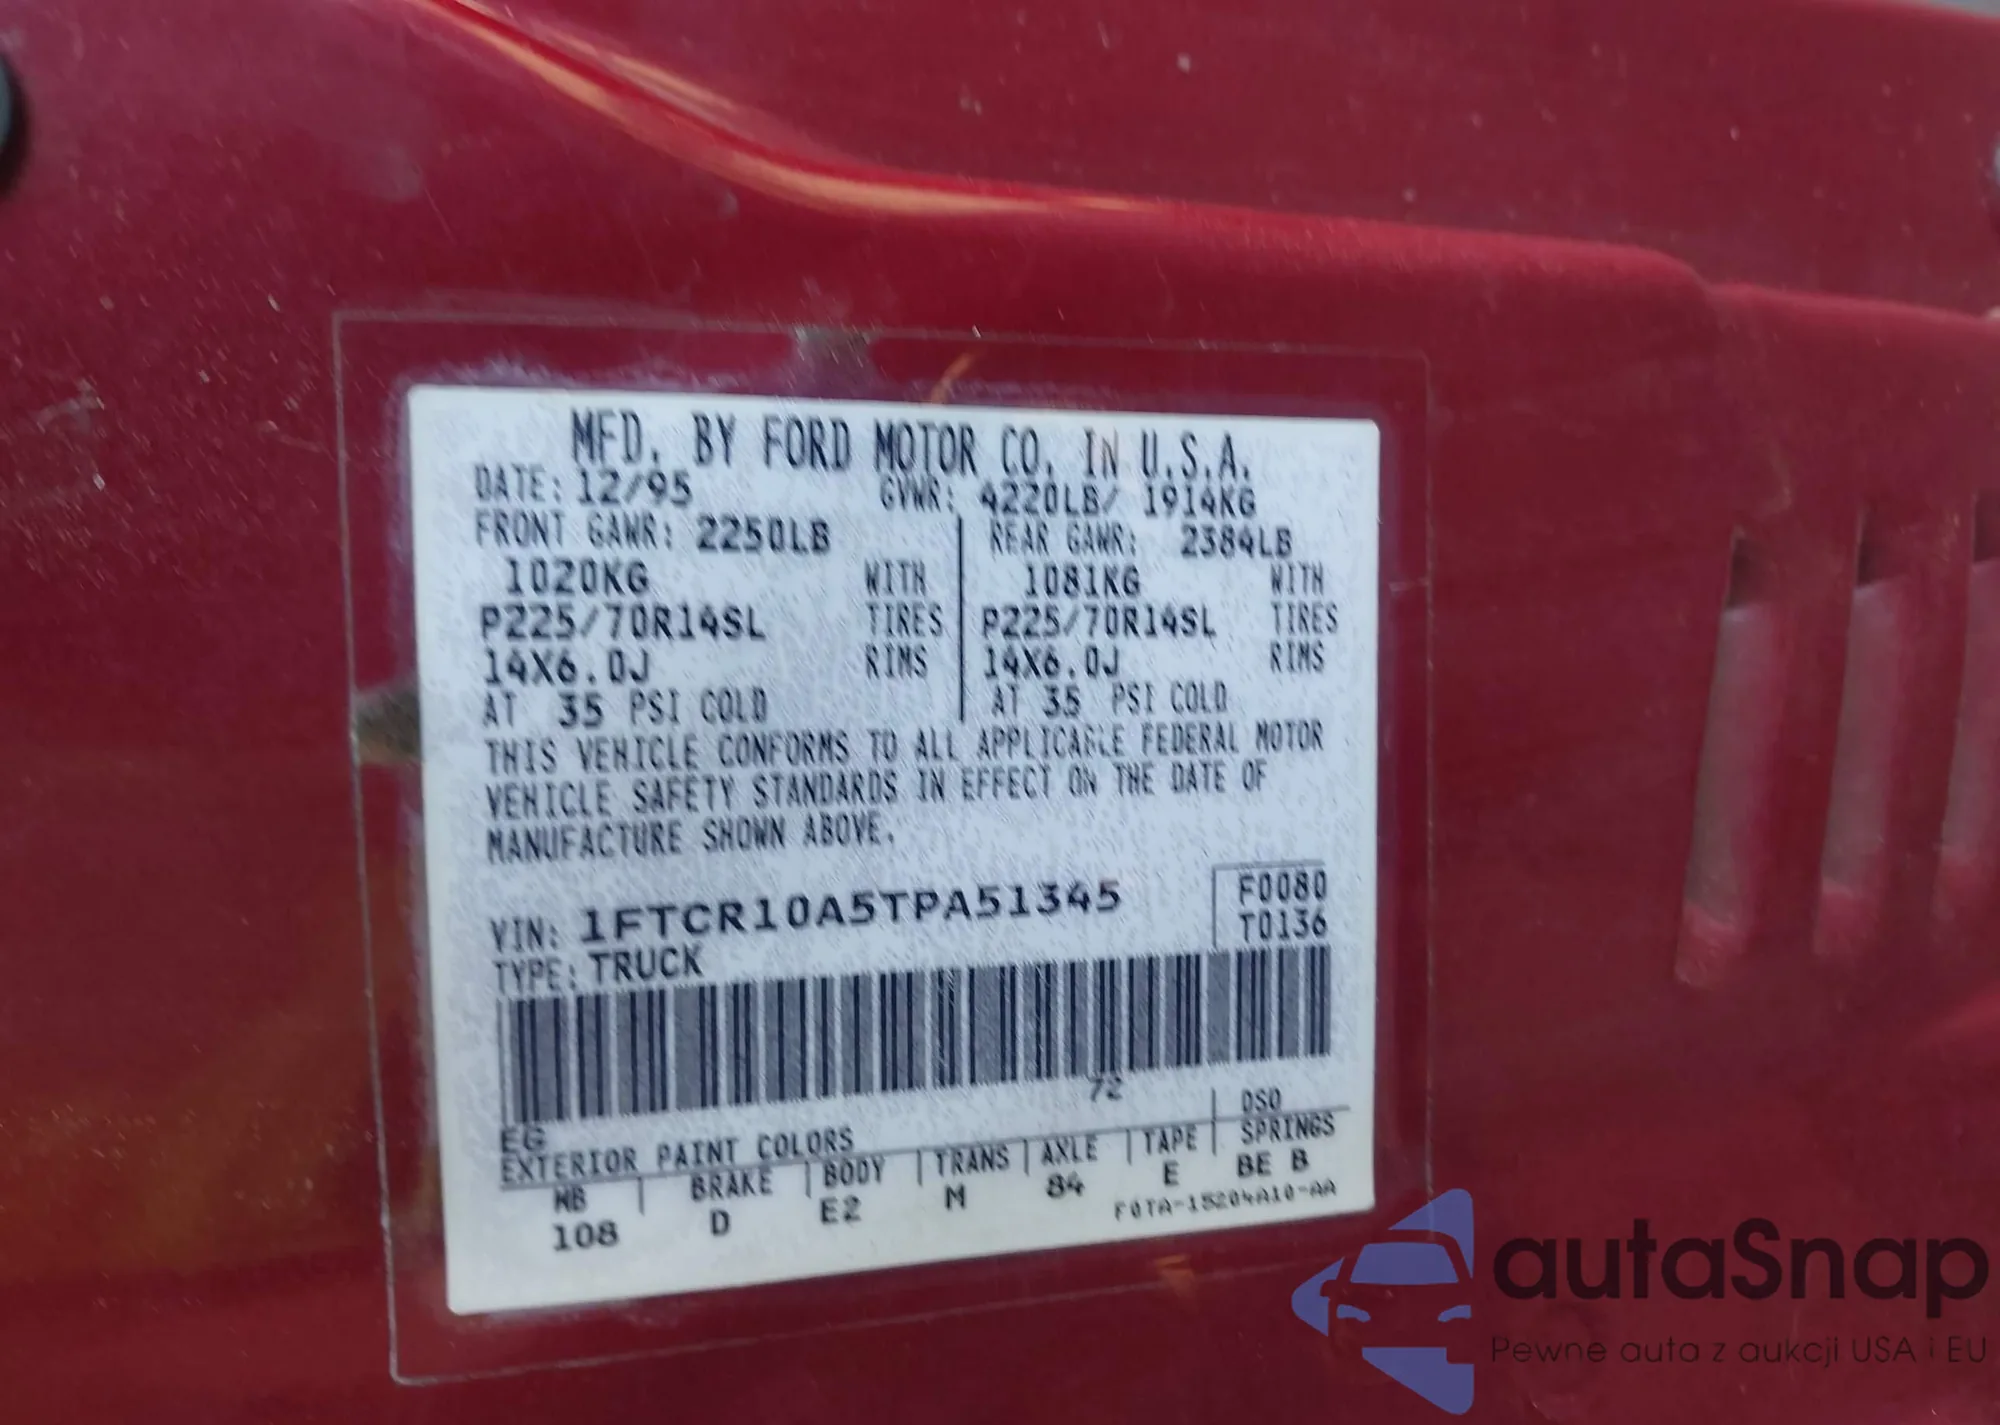 MFD. BY FORD MOTOR CO. IN U.S.A.
DATE: 12/95 GVWR: 4220LB/ 1914KG
FRONT GAWR: 2250LB REAR GAWR: 2384LB
1020KG WITH 1081KG WITH
P225/70R14SL TIRES P225/70R14SL TIRES
14X6.0J RIMS 14X6.0J RIMS
AT 35 PSI COLD AT 35 PSI COLD
THIS VEHICLE CONFORMS TO ALL APPLICABLE FEDERAL MOTOR
VEHICLE SAFETY STANDARDS IN EFFECT ON THE DATE OF
MANUFACTURE SHOWN ABOVE.
VIN: 1FTCR10A5TPA51345 F0080
TYPE: TRUCK T0136
72
EG DSO
EXTERIOR PAINT COLORS
WB BRAKE BODY TRANS AXLE TAPE SPRINGS
108 D E2 M 84 E BE B
F0TA-15204A10-AA
autaSnap
Pewne auta z aukcji USA i EU